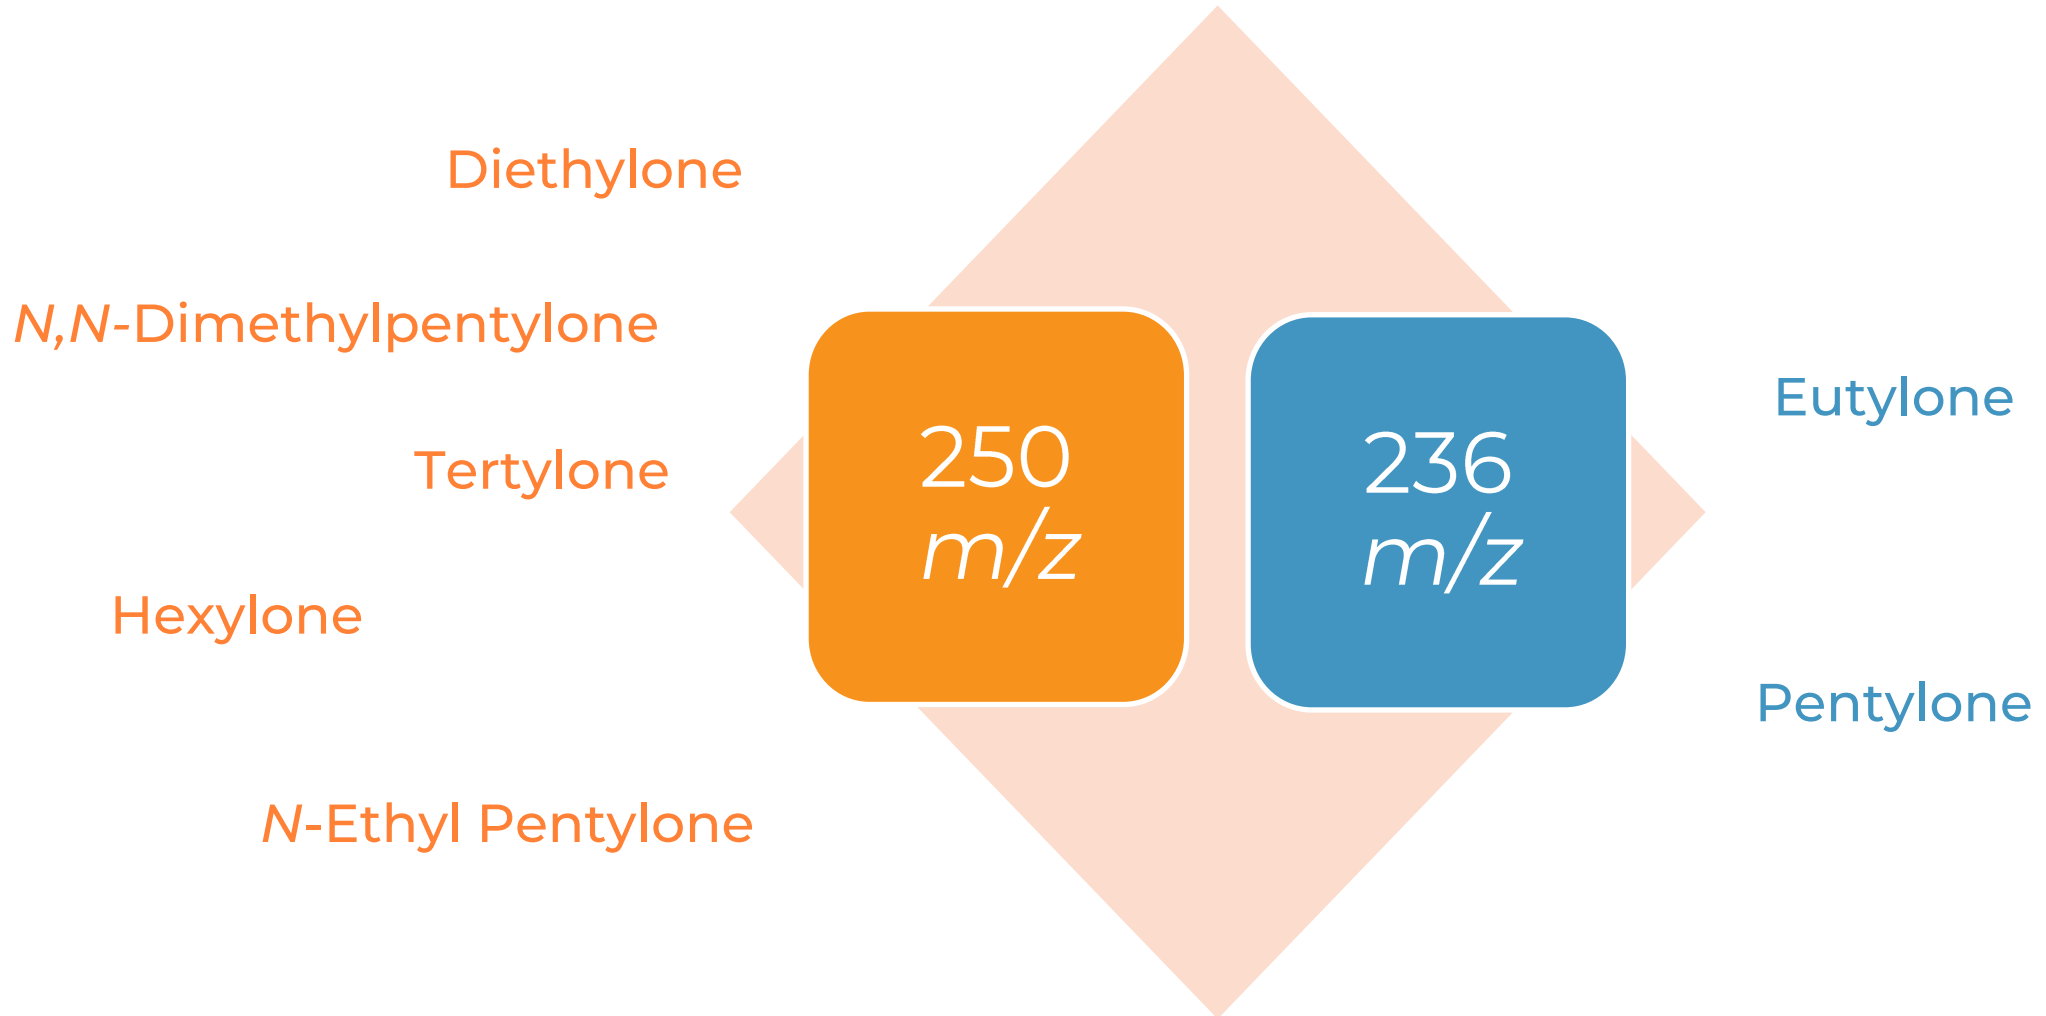 Diethylone
N,N-Dimethylpentylone
Tertylone
Hexylone
N-Ethyl Pentylone
250
m/z
236
m/z
Eutylone
Pentylone